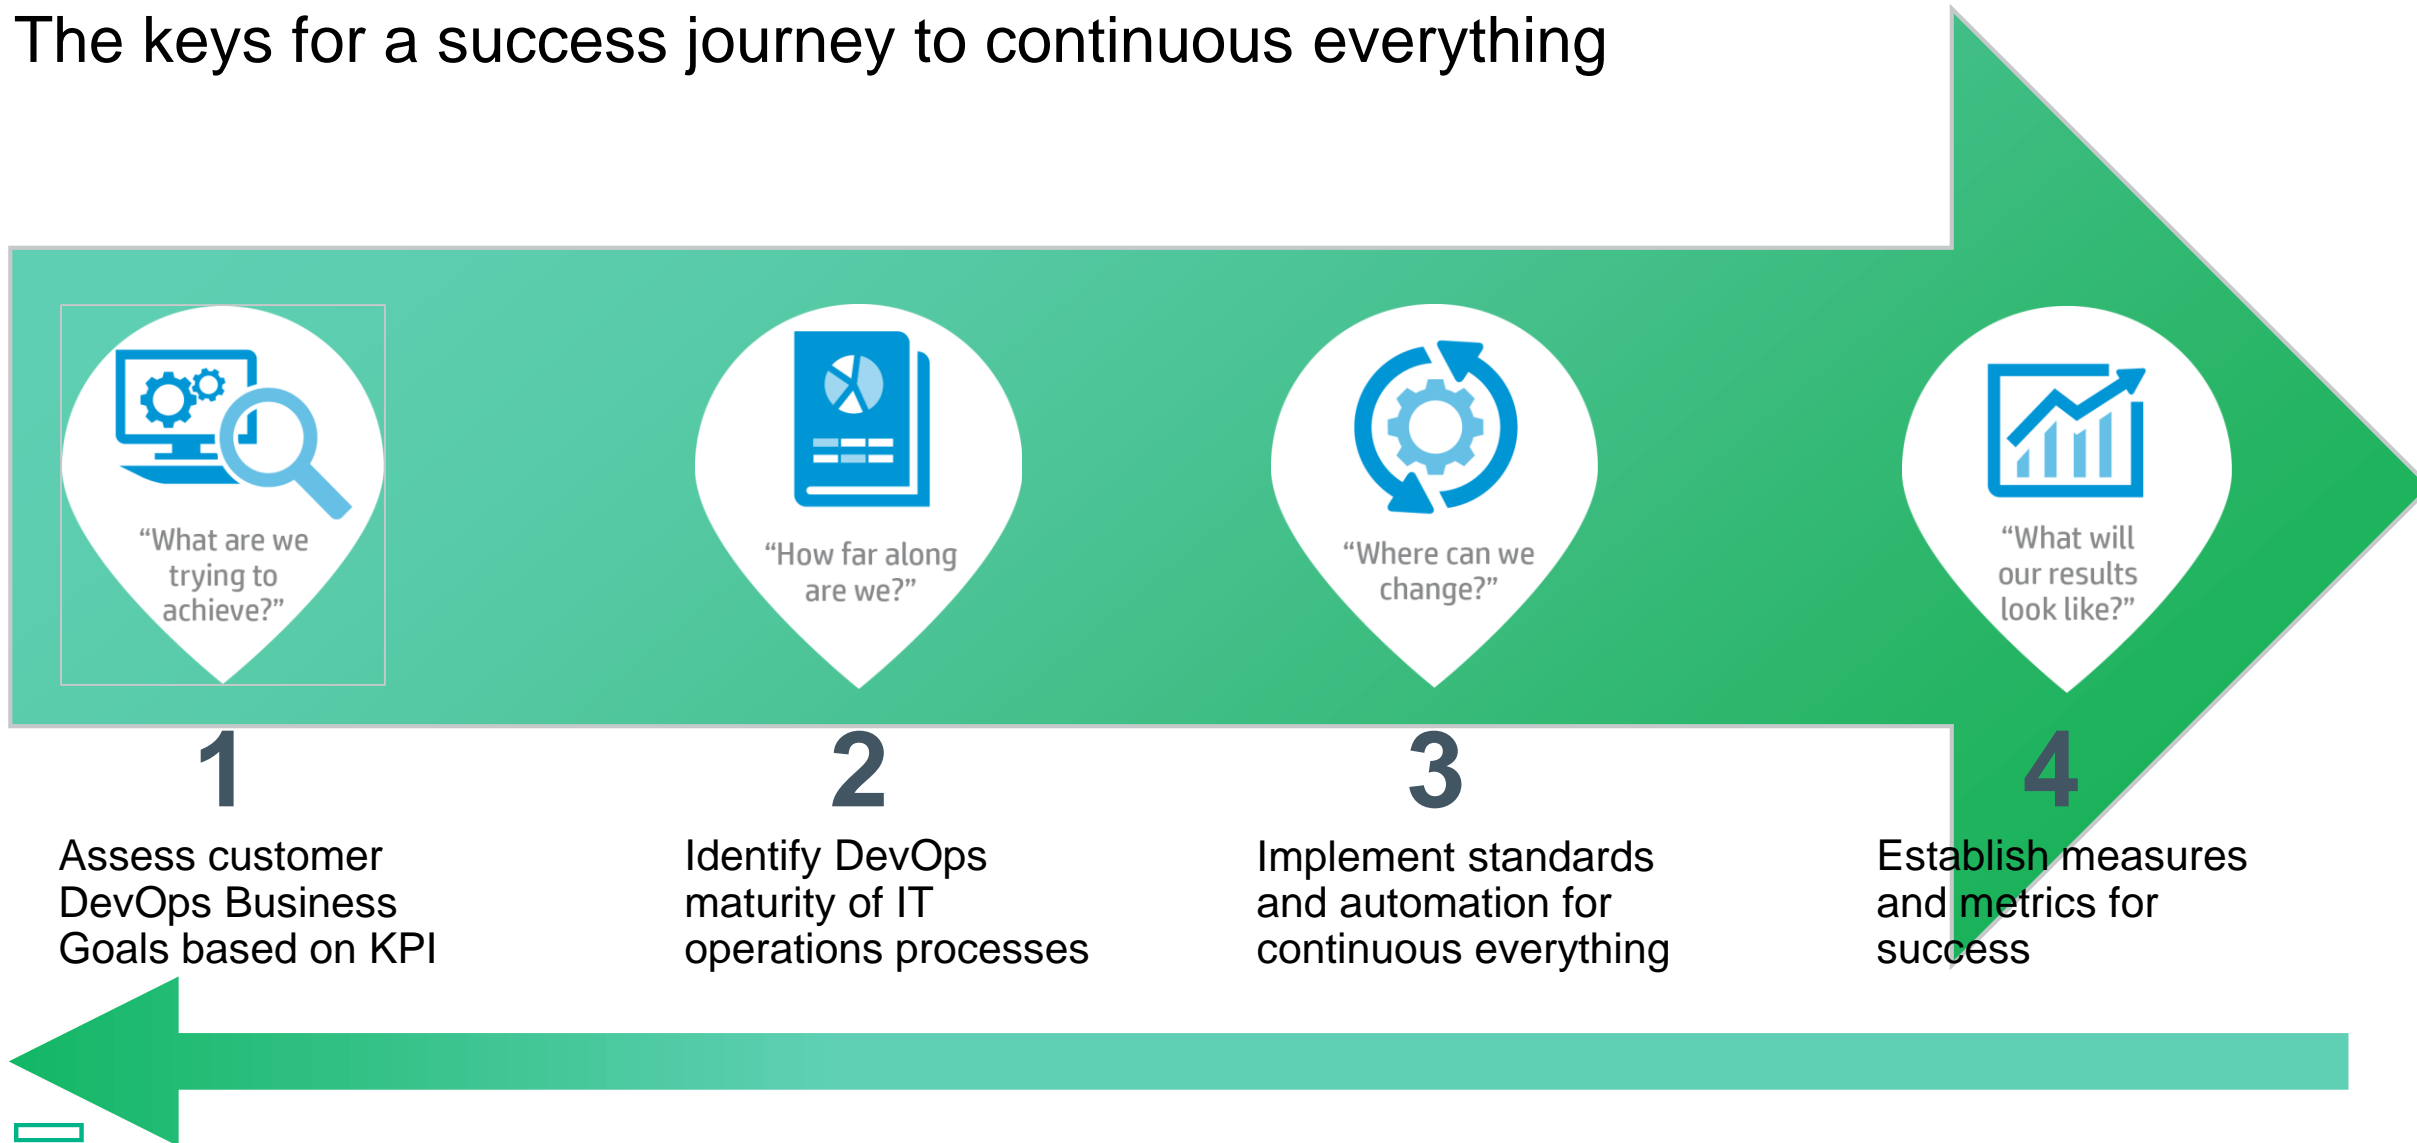 The keys for a success journey to continuous everything
“What are we
trying to
achieve?”
“How far along
are we?”
“Where can we
change?”
“What will
our results
look like?”
1
Assess customer
DevOps Business
Goals based on KPI
2
Identify DevOps
maturity of IT
operations processes
3
Implement standards
and automation for
continuous everything
4
Establish measures
and metrics for
success